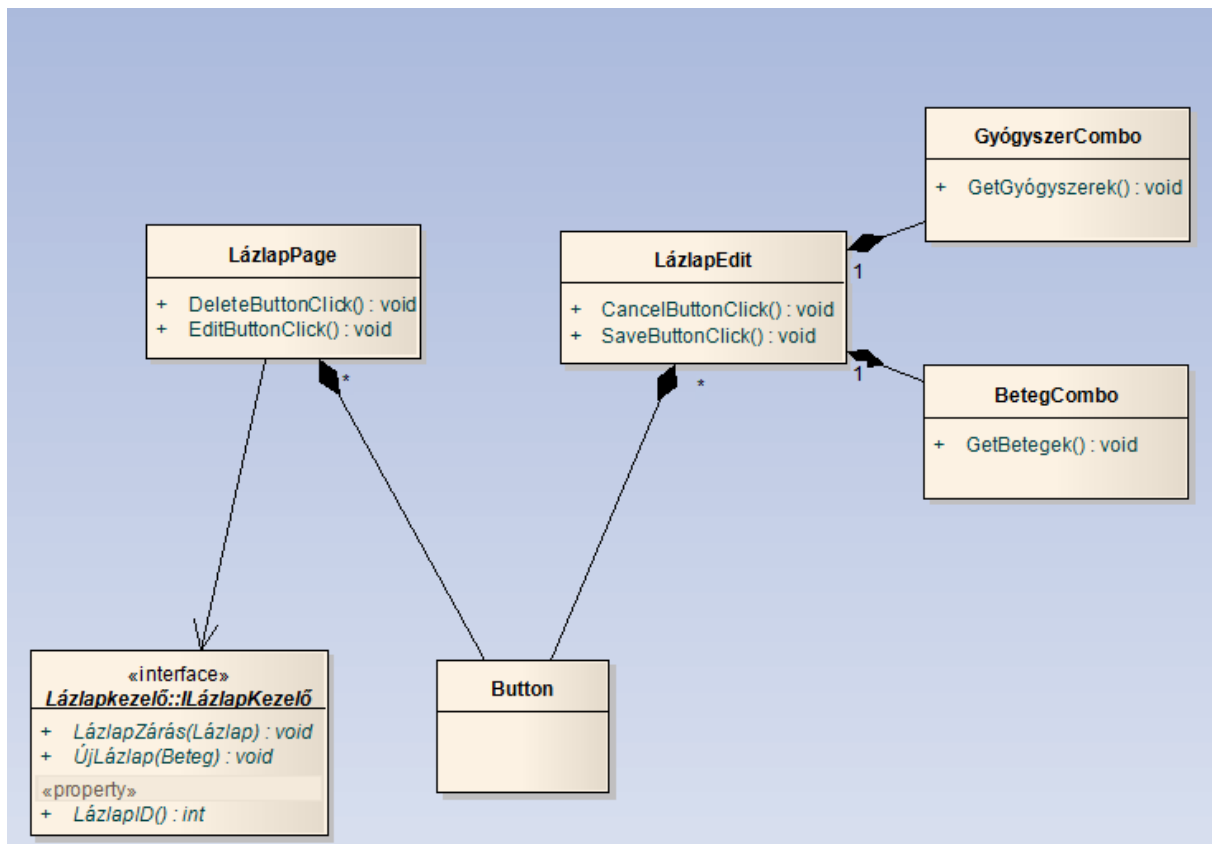 GyógyszerCombo
+ GetGyógyszerek() : void
LázlapPage
+ DeleteButtonClick() : void
+ EditButtonClick() : void
*
LázlapEdit
+ CancelButtonClick() : void
+ SaveButtonClick() : void
1
1
*
BetegCombo
+ GetBetegek() : void
«interface»
Lázlapkezelő::ILázlapKezelő
+ LázlapZárás(Lázlap) : void
+ ÚjLázlap(Beteg) : void
«property»
+ LázlapID() : int
Button